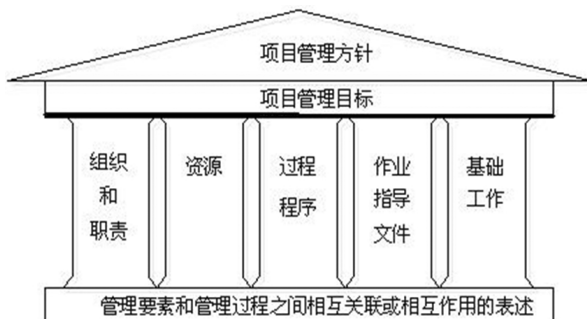 项目管理方针
项目管理目标
组织
和
职责
资源
过程
程序
作业
指导
文件
基础
工作
管理要素和管理过程之间相互关联或相互作用的表述